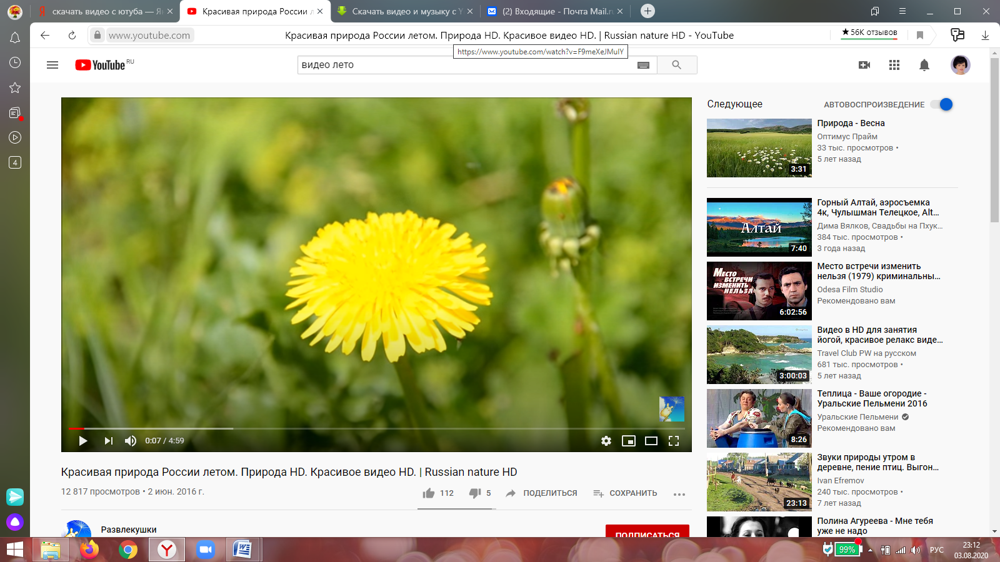 скачать видео с ютуба — Ян
Красивая природа России л
Скачать видео и музыку с Y
(2) Входящие - Почта Mail.ru
www.youtube.com
Красивая природа России летом. Природа HD. Красивое видео HD. | Russian nature HD - YouTube
★ 56K отзывов
https://www.youtube.com/watch?v=F9meXeJMulY
YouTube RU
видео лето
4
Следующее
АВТОВОСПРОИЗВЕДЕНИЕ
Природа - Весна
Оптимус Прайм
33 тыс. просмотров •
5 лет назад
3:31
Горный Алтай, аэросъемка
4к, Чулышман Телецкое, Alt...
Дима Вялков, Свадьбы на Пхук...
384 тыс. просмотров •
3 года назад
Алтай
7:40
Место встречи изменить
нельзя (1979) криминальны...
Odesa Film Studio
Рекомендовано вам
Место
встречи
изменить
нельзя
6:02:56
Видео в HD для занятия
йогой, красивое релакс виде...
Travel Club PW на русском
681 тыс. просмотров •
5 лет назад
3:00:03
Теплица - Ваше огородие -
Уральские Пельмени 2016
Уральские Пельмени
Рекомендовано вам
8:26
Звуки природы утром в
деревне, пение птиц. Выгон...
Ivan Efremov
240 тыс. просмотров •
7 лет назад
23:13
Полина Агуреева - Мне тебя
уже не надо
0:07 / 4:59
Красивая природа России летом. Природа HD. Красивое видео HD. | Russian nature HD
12 817 просмотров • 2 июн. 2016 г.
112
5
ПОДЕЛИТЬСЯ
СОХРАНИТЬ
Развлекушки
ПОДПИСАТЬСЯ
99%
РУС
23:12
03.08.2020